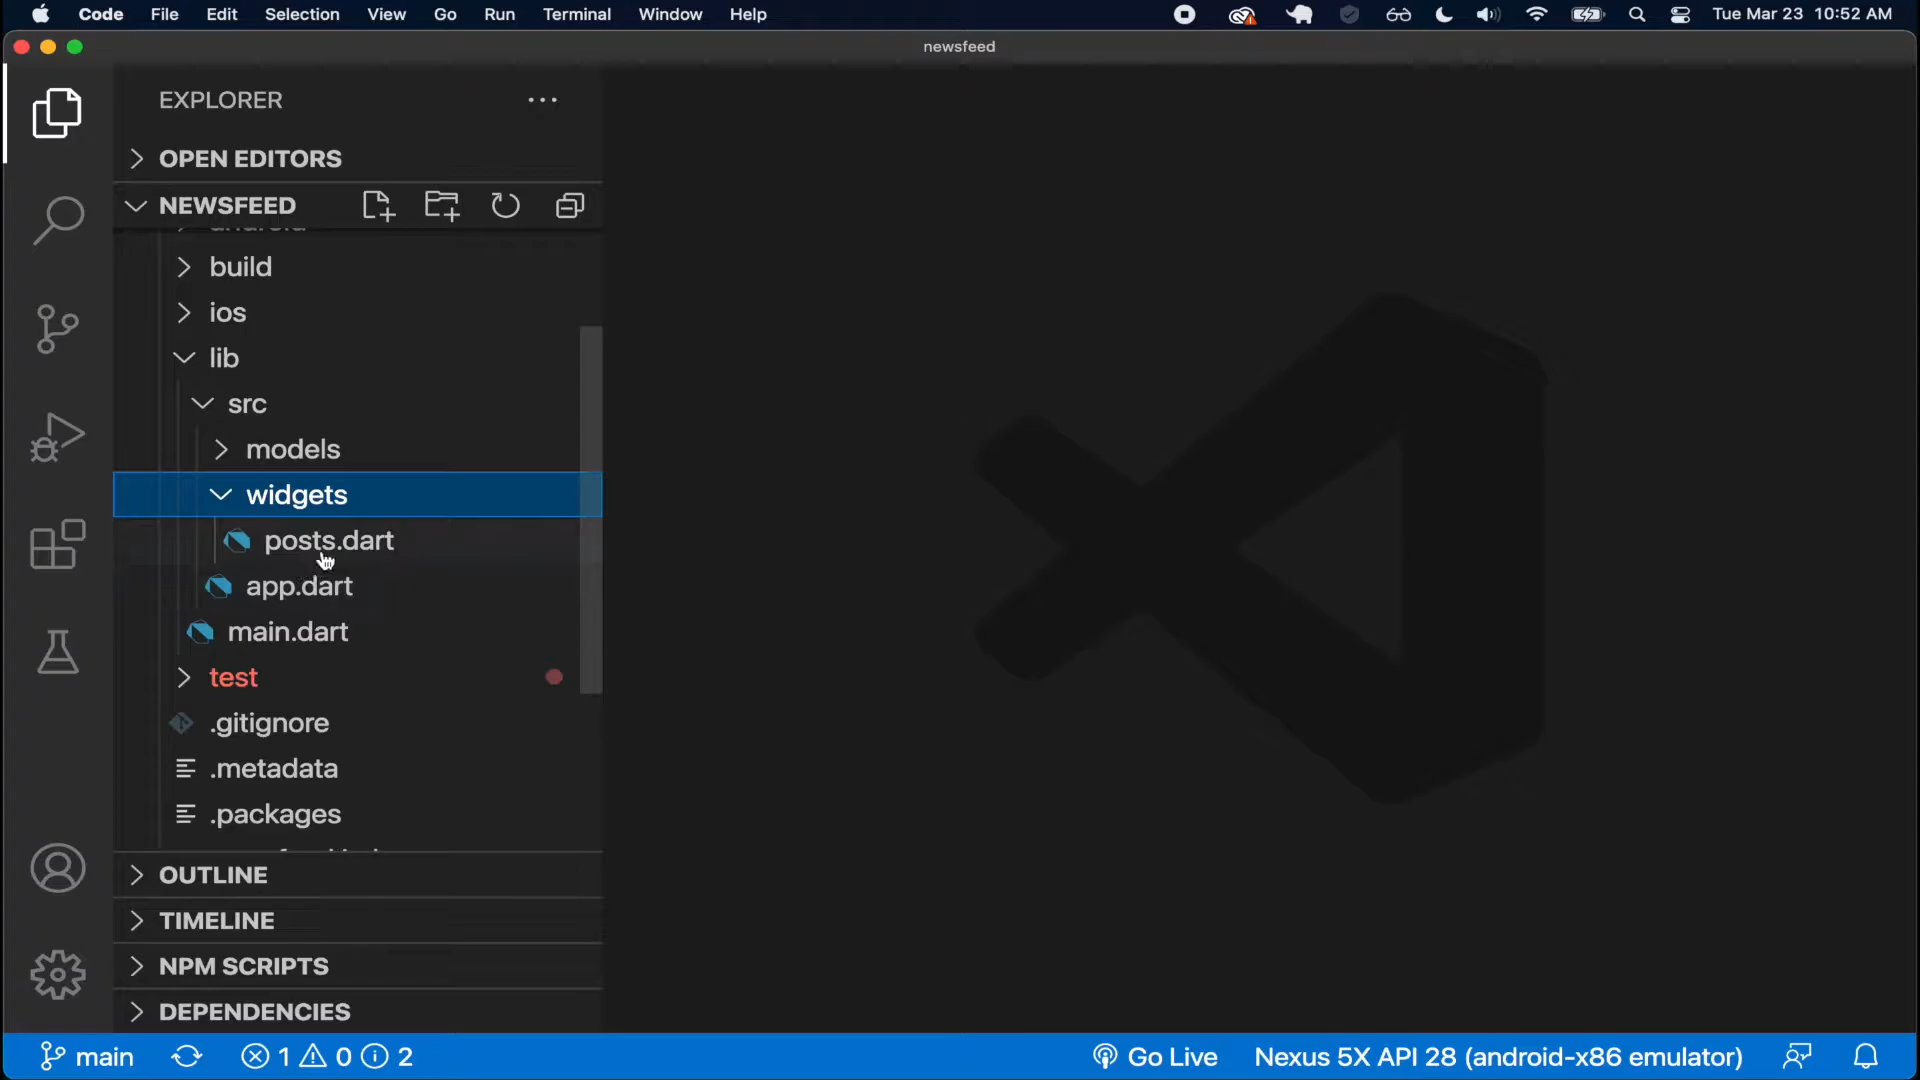 Code File Edit Selection View Go Run Terminal Window Help Tue Mar 23 10:52 AM
newsfeed
EXPLORER
OPEN EDITORS
NEWSFEED
android
build
ios
lib
src
models
widgets
posts.dart
app.dart
main.dart
test
.gitignore
.metadata
.packages
OUTLINE
TIMELINE
NPM SCRIPTS
DEPENDENCIES
main 1 0 2 Go Live Nexus 5X API 28 (android-x86 emulator)